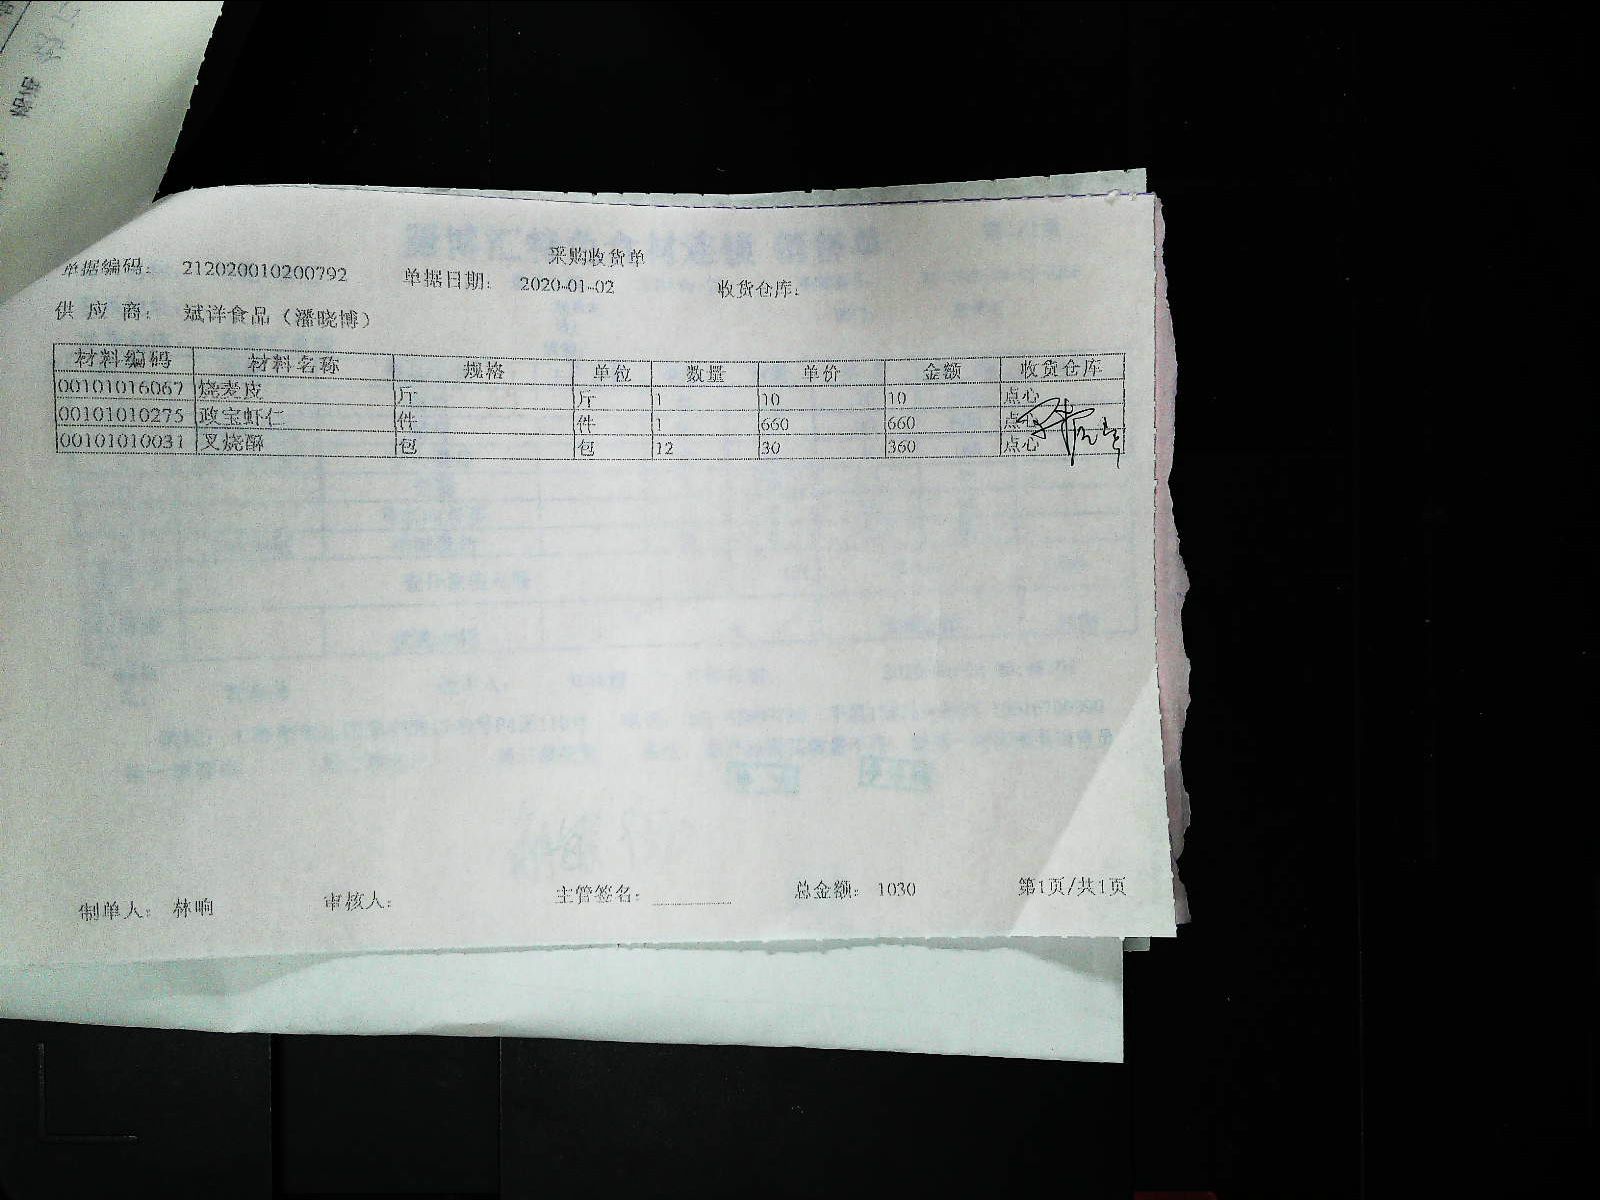 采购收货单
单据编码： 212020010200792 单据日期： 2020-01-02 收货仓库：
供 应 商： 斌详食品（潘晓博）
材料编码 材料名称 规格 单位 数量 单价 金额 收货仓库
00101016067 烧麦皮 斤 斤 1 10 10 点心
00101010275 政宝虾仁 件 件 1 660 660 点心
00101010031 叉烧酥 包 包 12 30 360 点心
制单人： 林响 审核人： 主管签名： 总金额： 1030 第1页/共1页